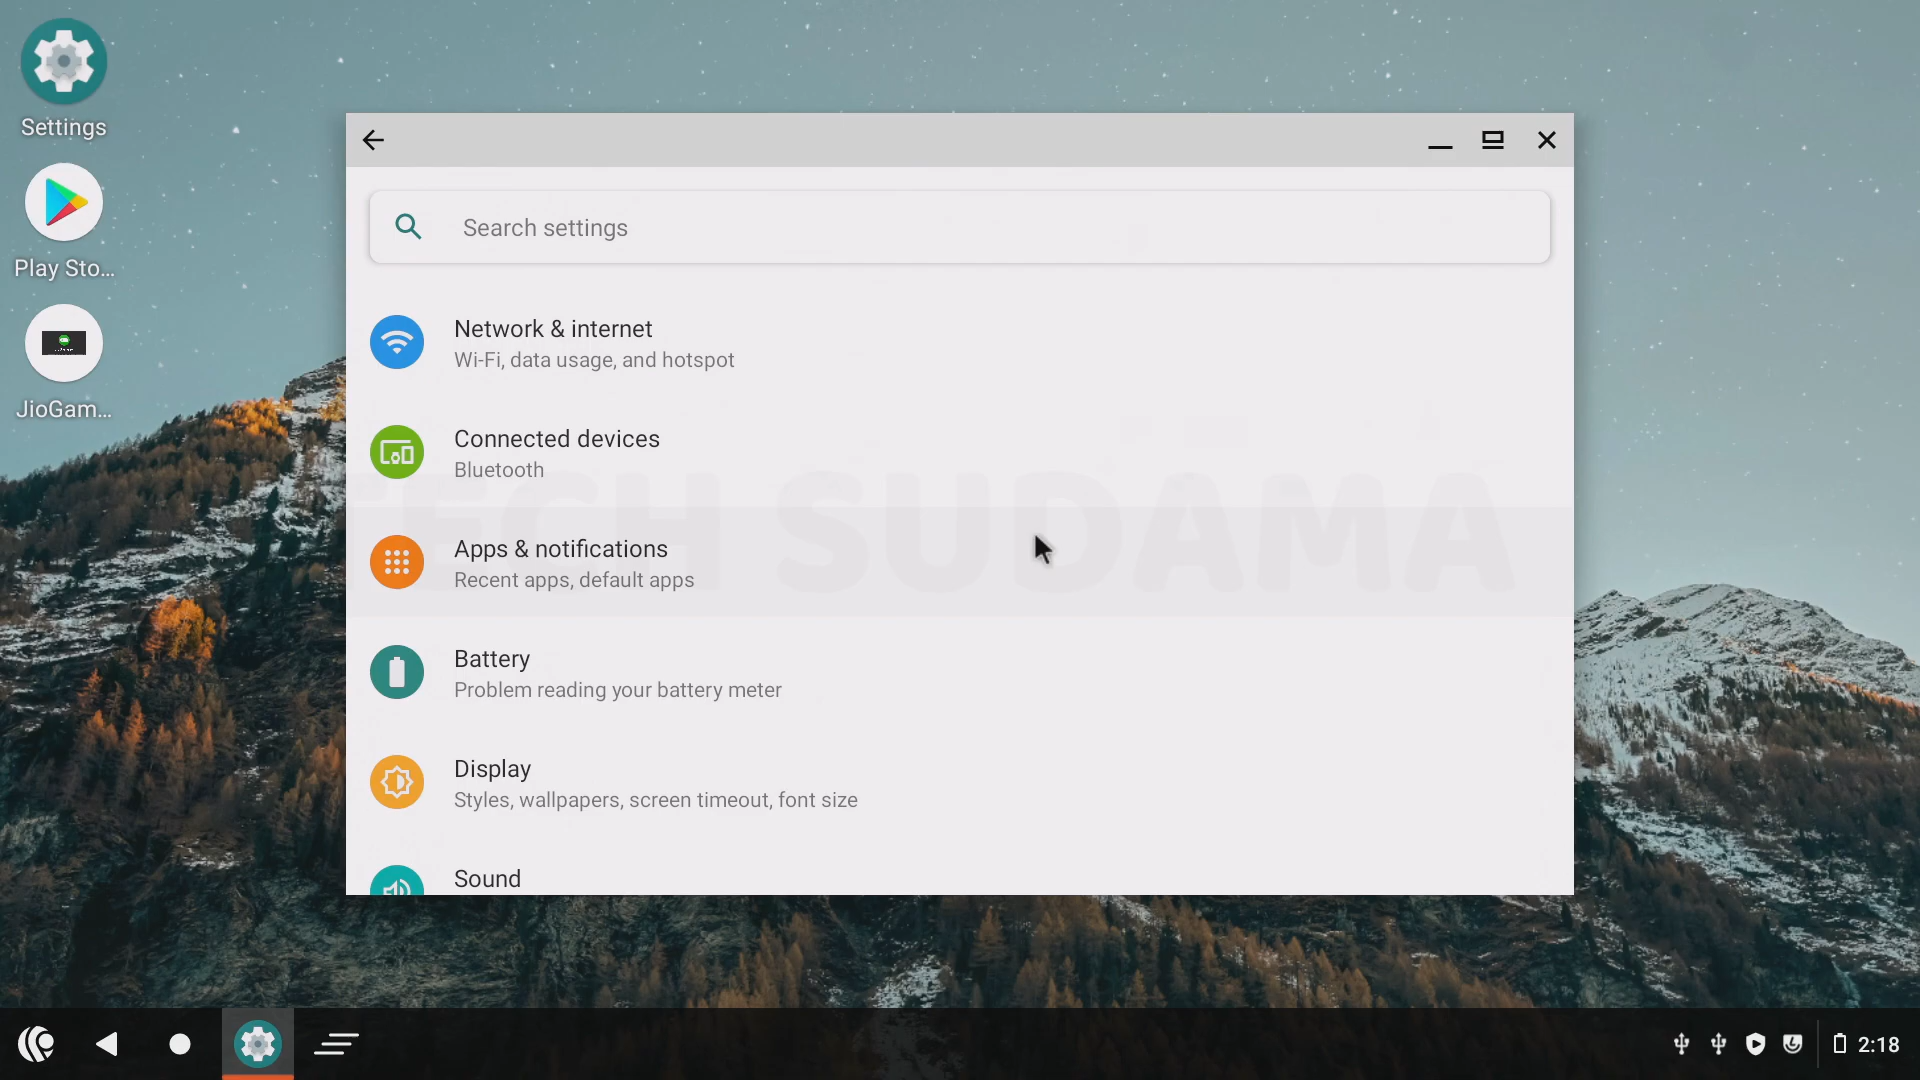 Settings
Play Sto...
JioGam...
Search settings
Network & internet
Wi-Fi, data usage, and hotspot
Connected devices
Bluetooth
TECH SUDAMA
Apps & notifications
Recent apps, default apps
Battery
Problem reading your battery meter
Display
Styles, wallpapers, screen timeout, font size
Sound
2:18